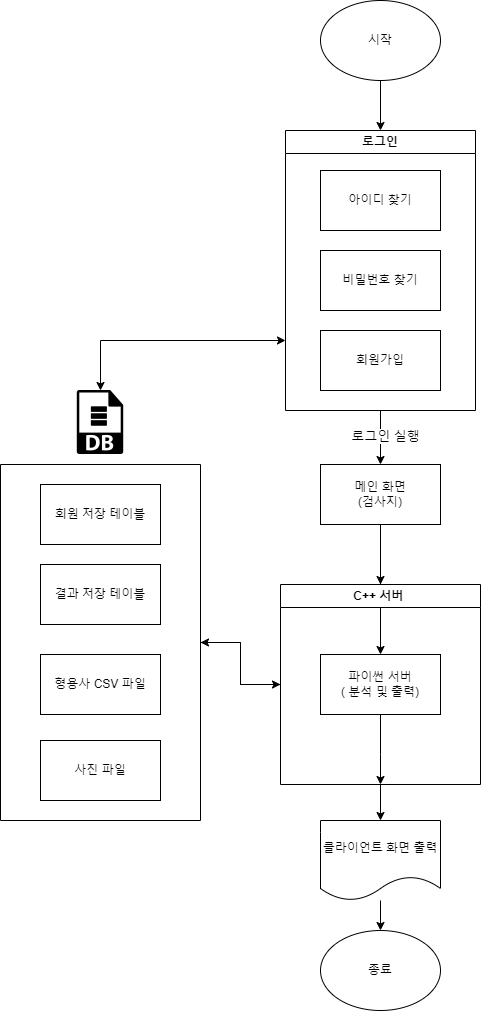 시작
로그인
아이디 찾기
비밀번호 찾기
회원가입
로그인 실행
DB
회원 저장 테이블
결과 저장 테이블
형용사 CSV 파일
사진 파일
메인 화면
(검사지)
C++ 서버
파이썬 서버
( 분석 및 출력)
클라이언트 화면 출력
종료